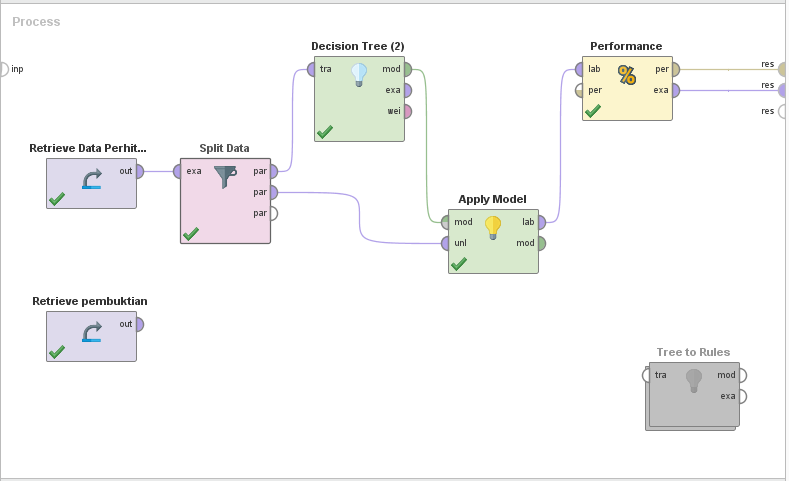 Process
inp
Decision Tree (2)
tra
mod
exa
wei
Performance
lab
per
per
exa
res
res
res
Retrieve Data Perhit...
out
Split Data
exa
par
par
par
Apply Model
mod
unl
lab
mod
Retrieve pembuktian
out
Tree to Rules
tra
mod
exa